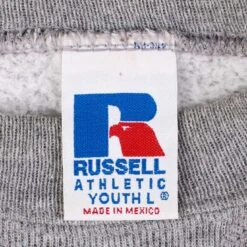 R
RUSSELL
ATHLETIC
YOUTH L ®
MADE IN MEXICO